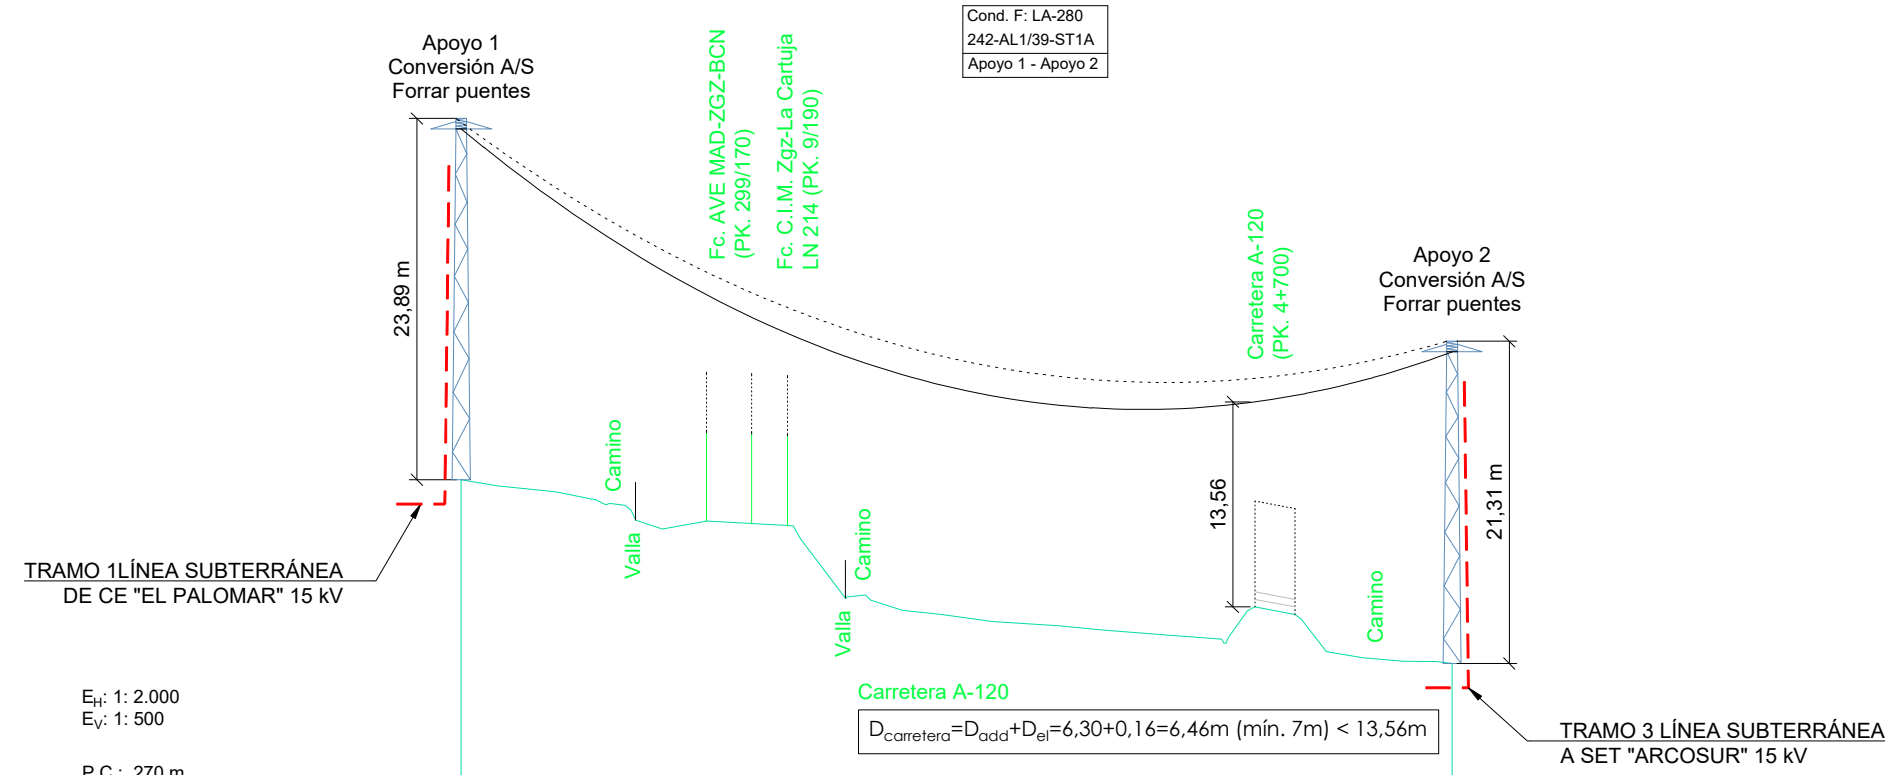 Cond. F: LA-280
242-AL1/39-ST1A
Apoyo 1 - Apoyo 2
Apoyo 1
Conversión A/S
Forrar puentes
Fc. AVE MAD-ZGZ-BCN
(PK. 299/170)
Fc. C.I.M. Zgz-La Cartuja
LN 214 (PK. 9/190)
Carretera A-120
(PK. 4+700)
Apoyo 2
Conversión A/S
Forrar puentes
23,89 m
Camino
Valla
Camino
Valla
13,56
Camino
21,31 m
TRAMO 1LÍNEA SUBTERRÁNEA
DE CE "EL PALOMAR" 15 kV
EH: 1: 2.000
EV: 1: 500
P.C.: 270 m
Carretera A-120
Dcarretera=Dadd+Del=6,30+0,16=6,46m (mín. 7m) < 13,56m
TRAMO 3 LÍNEA SUBTERRÁNEA
A SET "ARCOSUR" 15 kV